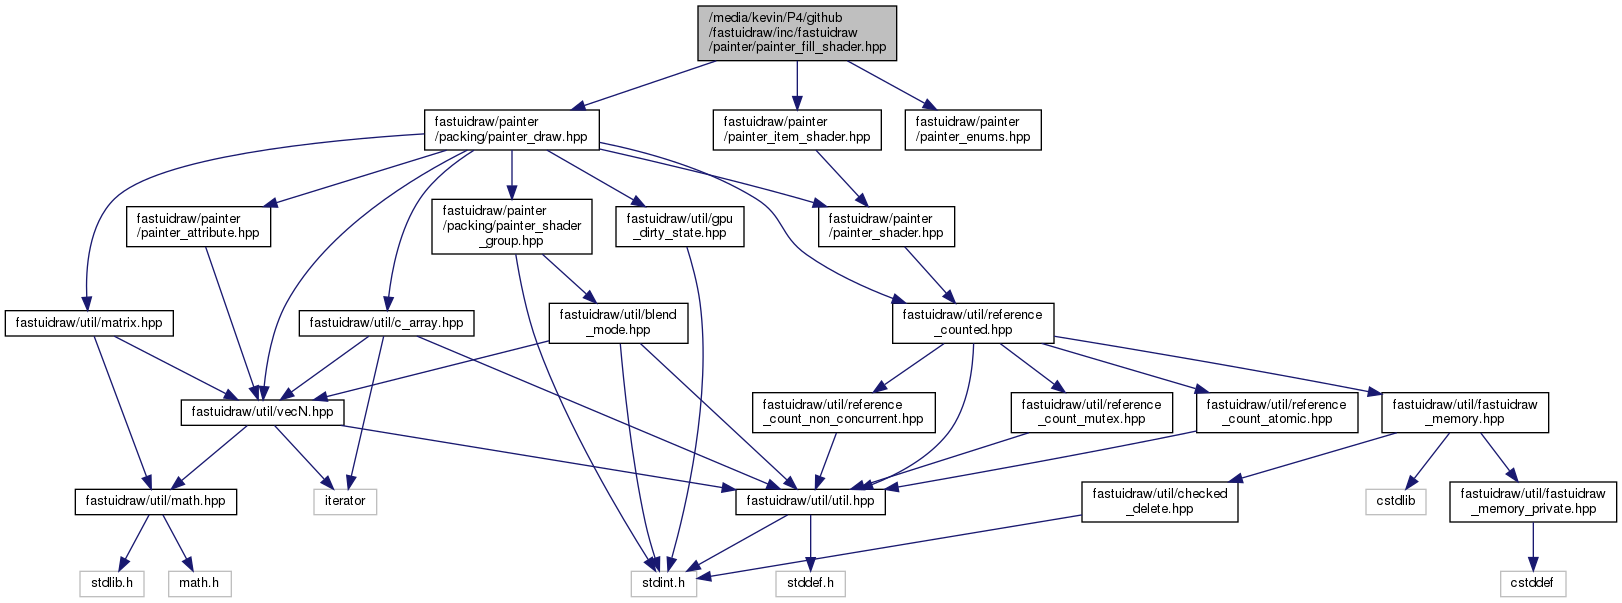 /media/kevin/P4/github
/fastuidraw/inc/fastuidraw
/painter/painter_fill_shader.hpp
fastuidraw/painter
/packing/painter_draw.hpp
fastuidraw/painter
/painter_item_shader.hpp
fastuidraw/painter
/painter_enums.hpp
fastuidraw/painter
/painter_attribute.hpp
fastuidraw/painter
/packing/painter_shader
_group.hpp
fastuidraw/util/gpu
_dirty_state.hpp
fastuidraw/painter
/painter_shader.hpp
fastuidraw/util/matrix.hpp
fastuidraw/util/c_array.hpp
fastuidraw/util/blend
_mode.hpp
fastuidraw/util/reference
_counted.hpp
fastuidraw/util/vecN.hpp
fastuidraw/util/reference
_count_non_concurrent.hpp
fastuidraw/util/reference
_count_mutex.hpp
fastuidraw/util/reference
_count_atomic.hpp
fastuidraw/util/fastuidraw
_memory.hpp
fastuidraw/util/math.hpp
iterator
fastuidraw/util/util.hpp
fastuidraw/util/checked
_delete.hpp
cstdlib
fastuidraw/util/fastuidraw
_memory_private.hpp
stdlib.h
math.h
stdint.h
stddef.h
cstddef